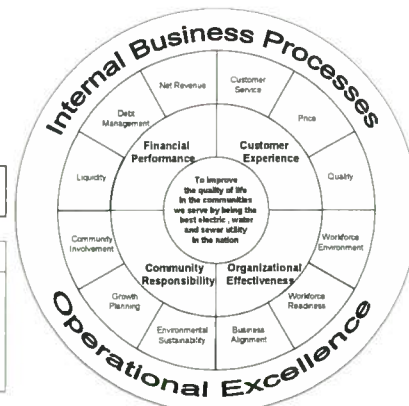 Internal Business Processes
Net Revenue
Customer
Service
Debt
Management
Price
Financial
Performance
Customer
Experience
Liquidity
Quality
To improve
the quality of life
in the communities
we serve by being the
best electric, water
and sewer utility
in the nation
Community
Involvement
Workforce
Environment
Community
Responsibility
Organizational
Effectiveness
Growth
Planning
Workforce
Readiness
Environmental
Sustainability
Business
Alignment
Operational Excellence